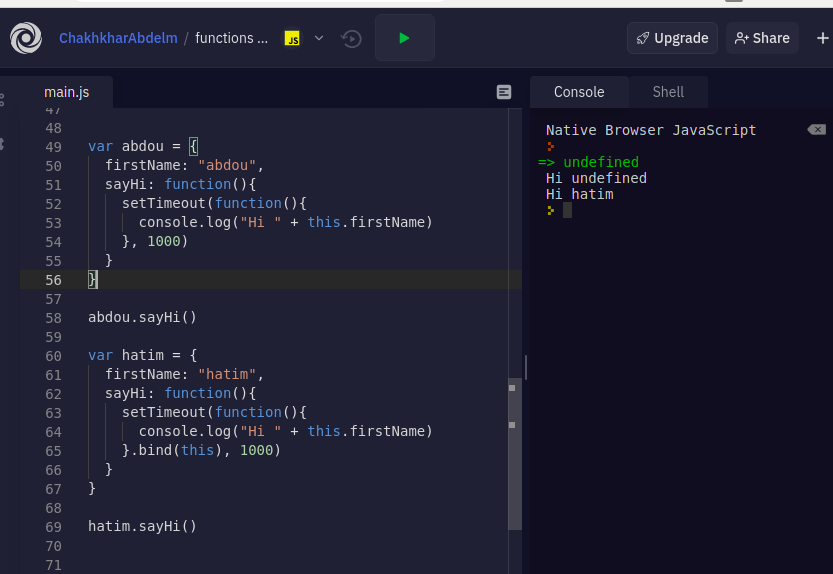 ChakhkharAbdelm / functions ... JS Upgrade Share +
main.js
Console Shell
47
48
49 var abdou = {
50 firstName: "abdou",
51 sayHi: function(){
52 setTimeout(function(){
53 console.log("Hi " + this.firstName)
54 }, 1000)
55 }
56 }
57
58 abdou.sayHi()
59
60 var hatim = {
61 firstName: "hatim",
62 sayHi: function(){
63 setTimeout(function(){
64 console.log("Hi " + this.firstName)
65 }.bind(this), 1000)
66 }
67 }
68
69 hatim.sayHi()
70
71
Native Browser JavaScript
=> undefined
Hi undefined
Hi hatim